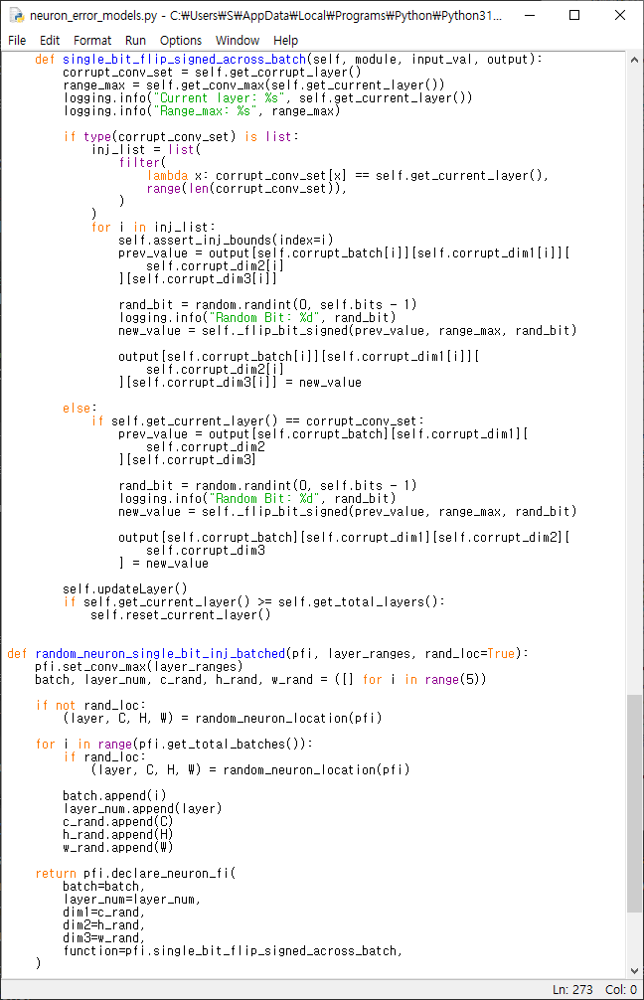 neuron_error_models.py - C:₩Users₩S₩AppData₩Local₩Programs₩Python₩Python31...
File Edit Format Run Options Window Help
    def single_bit_flip_signed_across_batch(self, module, input_val, output):
        corrupt_conv_set = self.get_corrupt_layer()
        range_max = self.get_conv_max(self.get_current_layer())
        logging.info("Current layer: %s", self.get_current_layer())
        logging.info("Range_max: %s", range_max)

        if type(corrupt_conv_set) is list:
            inj_list = list(
                filter(
                    lambda x: corrupt_conv_set[x] == self.get_current_layer(),
                    range(len(corrupt_conv_set)),
                )
            )
            for i in inj_list:
                self.assert_inj_bounds(index=i)
                prev_value = output[self.corrupt_batch[i]][self.corrupt_dim1[i]][
                    self.corrupt_dim2[i]
                ][self.corrupt_dim3[i]]

                rand_bit = random.randint(0, self.bits - 1)
                logging.info("Random Bit: %d", rand_bit)
                new_value = self._flip_bit_signed(prev_value, range_max, rand_bit)

                output[self.corrupt_batch[i]][self.corrupt_dim1[i]][
                    self.corrupt_dim2[i]
                ][self.corrupt_dim3[i]] = new_value

        else:
            if self.get_current_layer() == corrupt_conv_set:
                prev_value = output[self.corrupt_batch][self.corrupt_dim1][
                    self.corrupt_dim2
                ][self.corrupt_dim3]

                rand_bit = random.randint(0, self.bits - 1)
                logging.info("Random Bit: %d", rand_bit)
                new_value = self._flip_bit_signed(prev_value, range_max, rand_bit)

                output[self.corrupt_batch][self.corrupt_dim1][self.corrupt_dim2][
                    self.corrupt_dim3
                ] = new_value

        self.updateLayer()
        if self.get_current_layer() >= self.get_total_layers():
            self.reset_current_layer()


def random_neuron_single_bit_inj_batched(pfi, layer_ranges, rand_loc=True):
    pfi.set_conv_max(layer_ranges)
    batch, layer_num, c_rand, h_rand, w_rand = ([] for i in range(5))

    if not rand_loc:
        (layer, C, H, W) = random_neuron_location(pfi)

    for i in range(pfi.get_total_batches()):
        if rand_loc:
            (layer, C, H, W) = random_neuron_location(pfi)

        batch.append(i)
        layer_num.append(layer)
        c_rand.append(C)
        h_rand.append(H)
        w_rand.append(W)

    return pfi.declare_neuron_fi(
        batch=batch,
        layer_num=layer_num,
        dim1=c_rand,
        dim2=h_rand,
        dim3=w_rand,
        function=pfi.single_bit_flip_signed_across_batch,
    )
Ln: 273 Col: 0